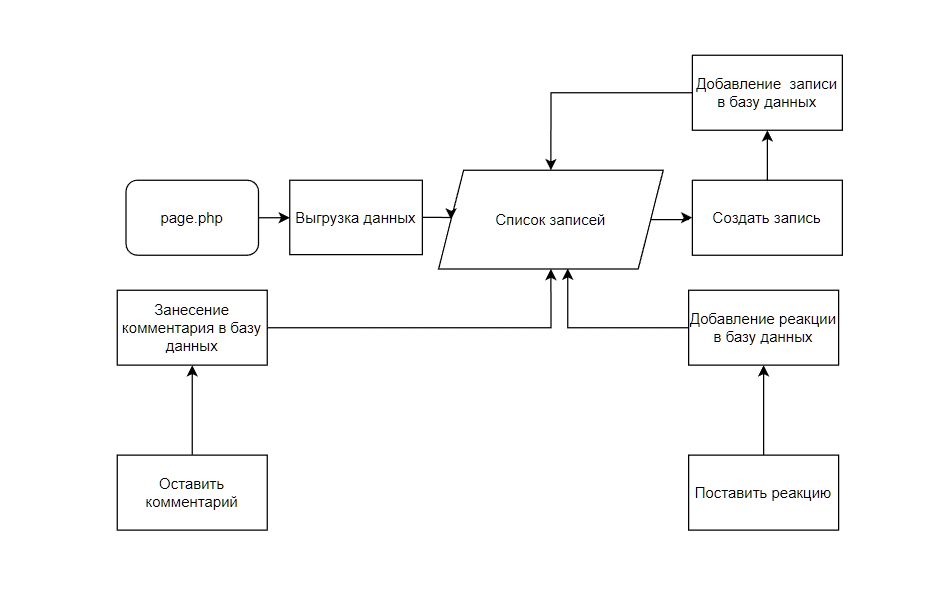 Добавление записи
в базу данных
page.php
Выгрузка данных
Список записей
Создать запись
Занесение
комментария в базу
данных
Добавление реакции
в базу данных
Оставить
комментарий
Поставить реакцию